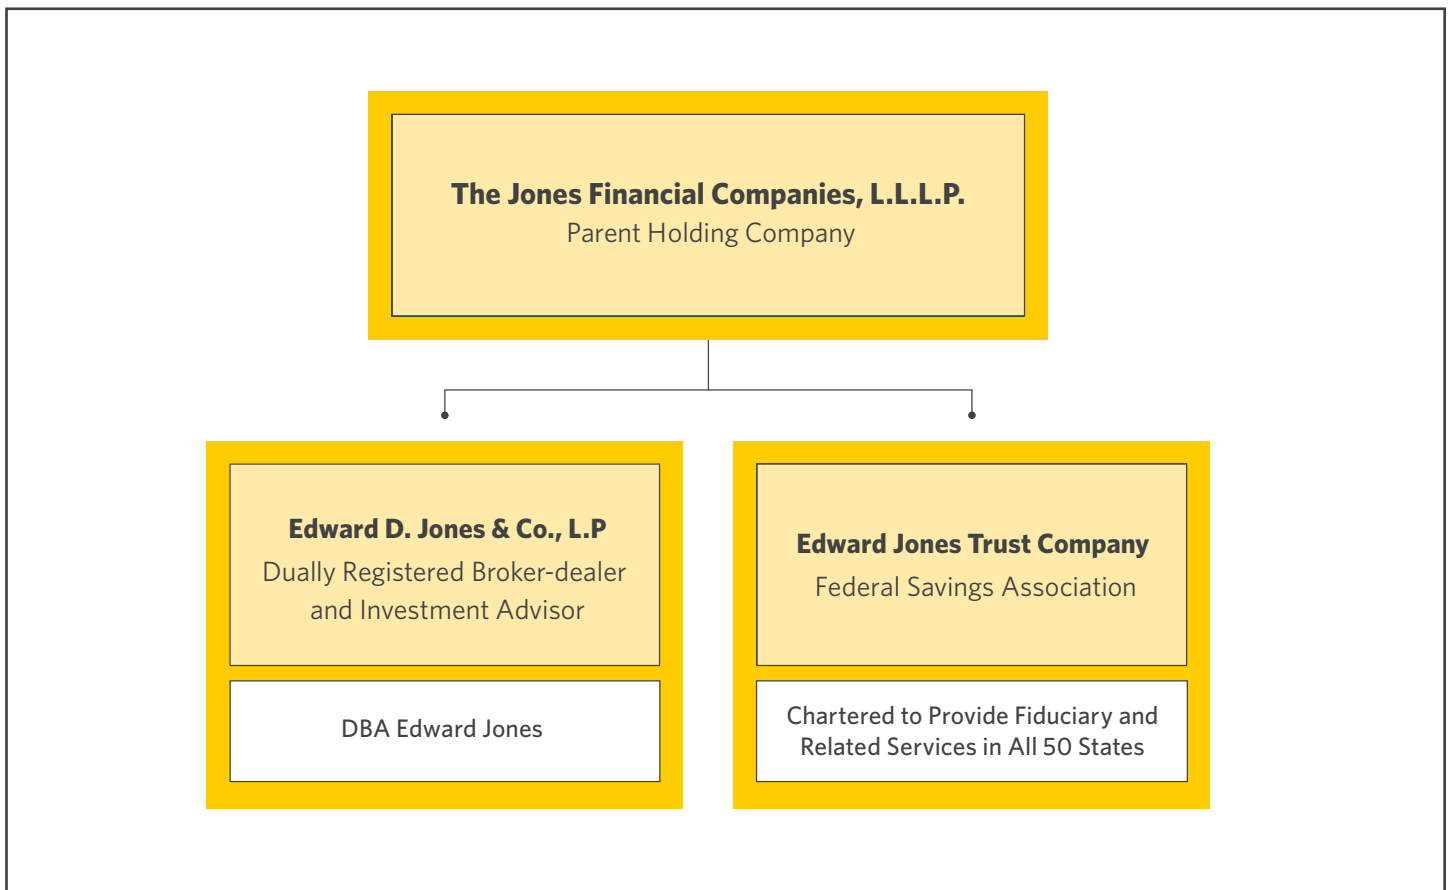 The Jones Financial Companies, L.L.L.P.
Parent Holding Company
Edward D. Jones & Co., L.P
Dually Registered Broker-dealer
and Investment Advisor
DBA Edward Jones
Edward Jones Trust Company
Federal Savings Association
Chartered to Provide Fiduciary and
Related Services in All 50 States